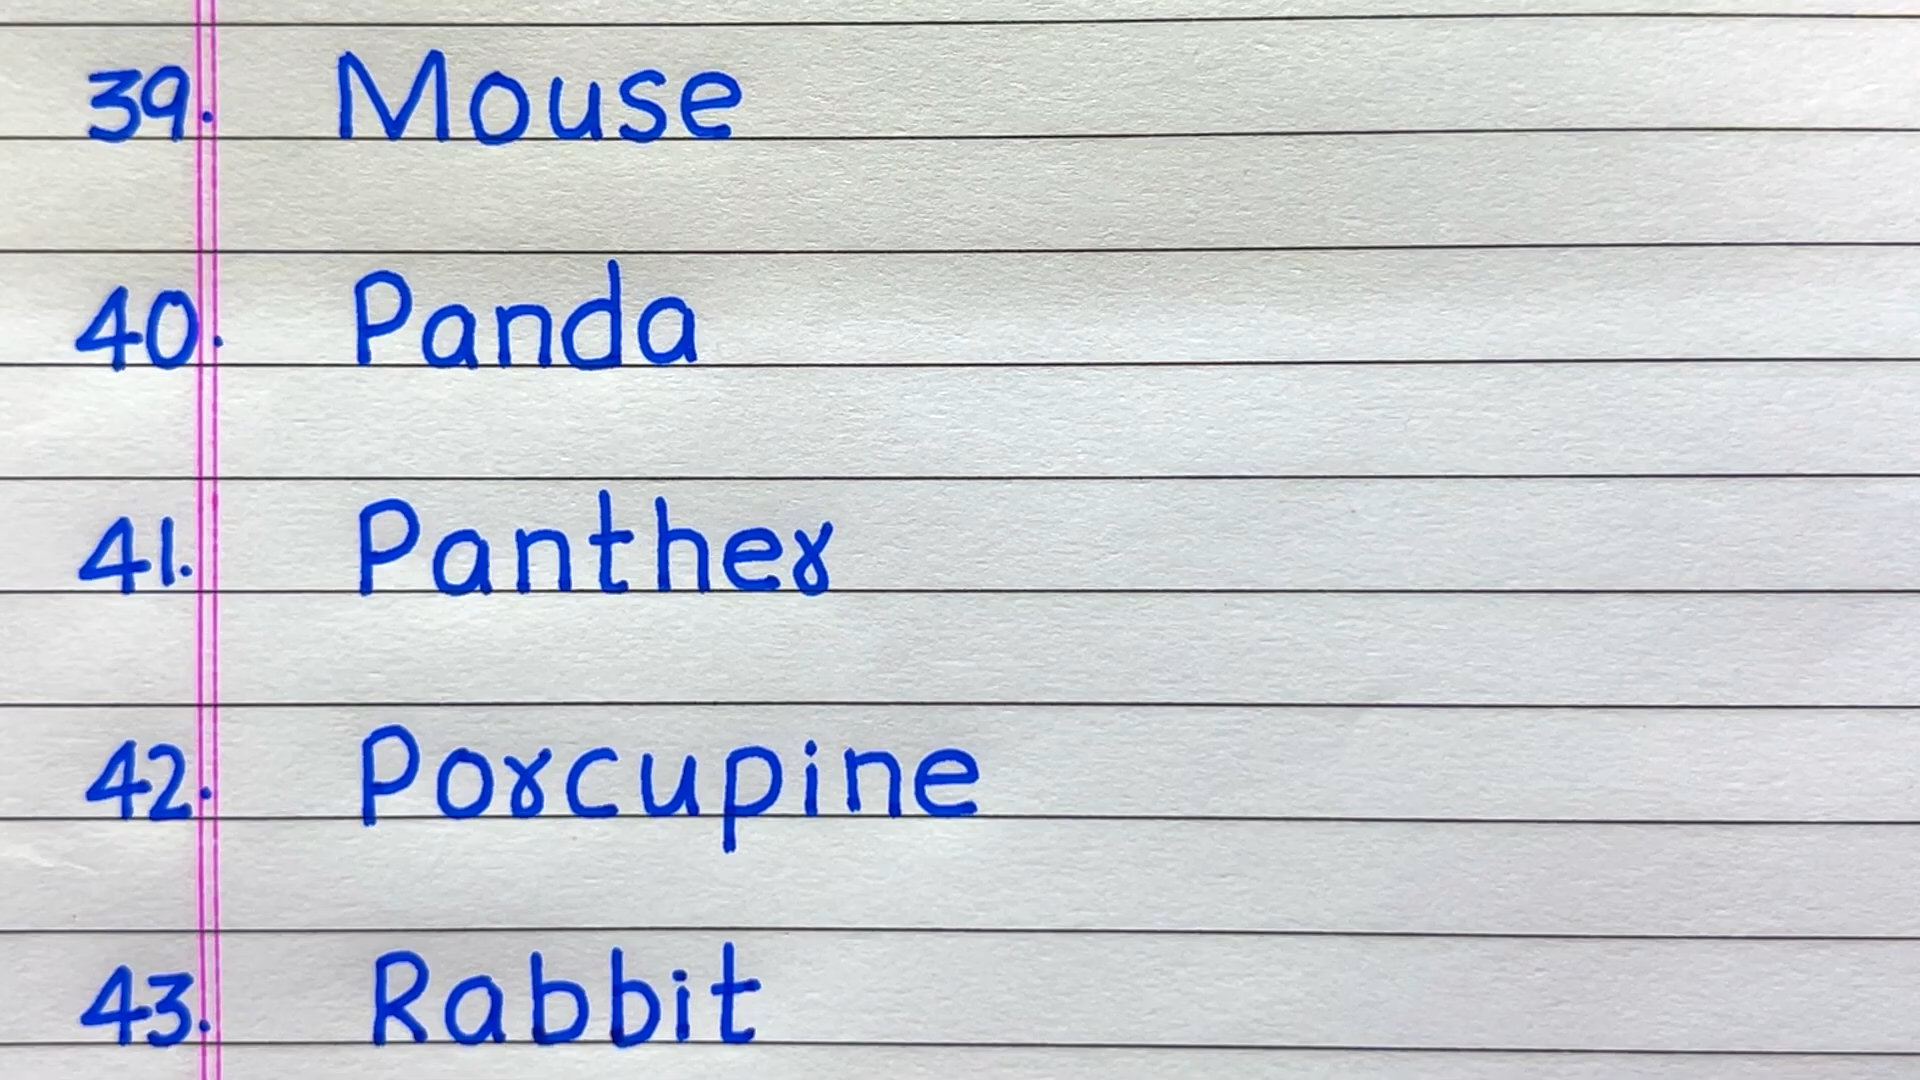 39. Mouse
40. Panda
41. Panther
42. Porcupine
43. Rabbit